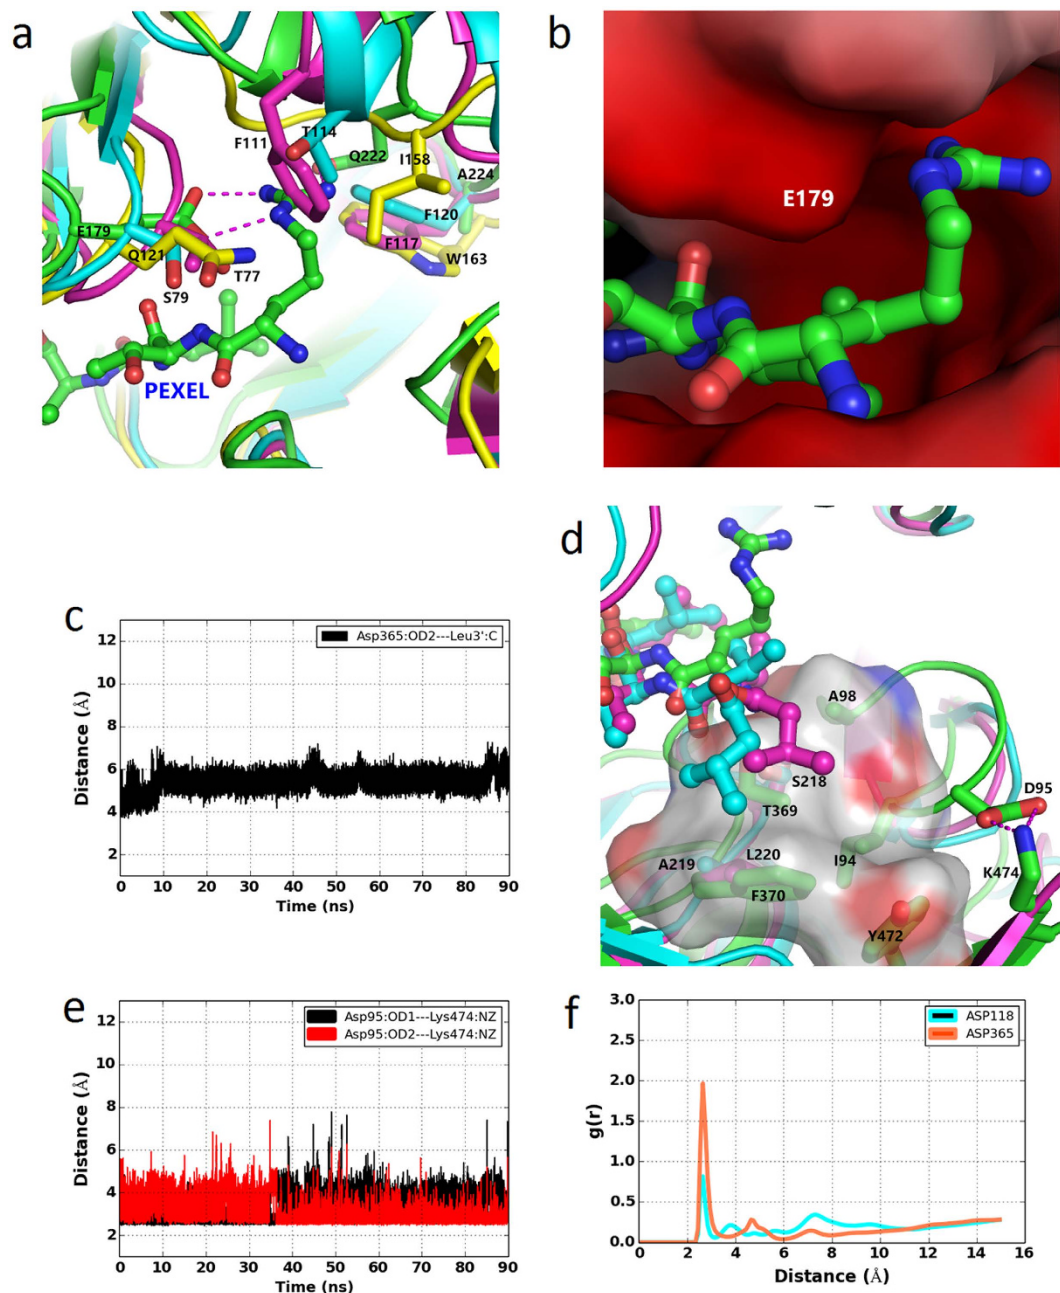 a
F111
T114
Q222
I158
A224
E179
F120
Q121
F117
T77
W163
S79
PEXEL
b
E179
c
Asp365:OD2---Leu3':C
Distance (Å)
12
10
8
6
4
2
0 10 20 30 40 50 60 70 80 90
Time (ns)
d
A98
S218
D95
T369
A219
L220
I94
K474
F370
Y472
e
Asp95:OD1---Lys474:NZ
Asp95:OD2---Lys474:NZ
Distance (Å)
12
10
8
6
4
2
0 10 20 30 40 50 60 70 80 90
Time (ns)
f
ASP118
ASP365
g(r)
3.0
2.5
2.0
1.5
1.0
0.5
0.0
0 2 4 6 8 10 12 14 16
Distance (Å)